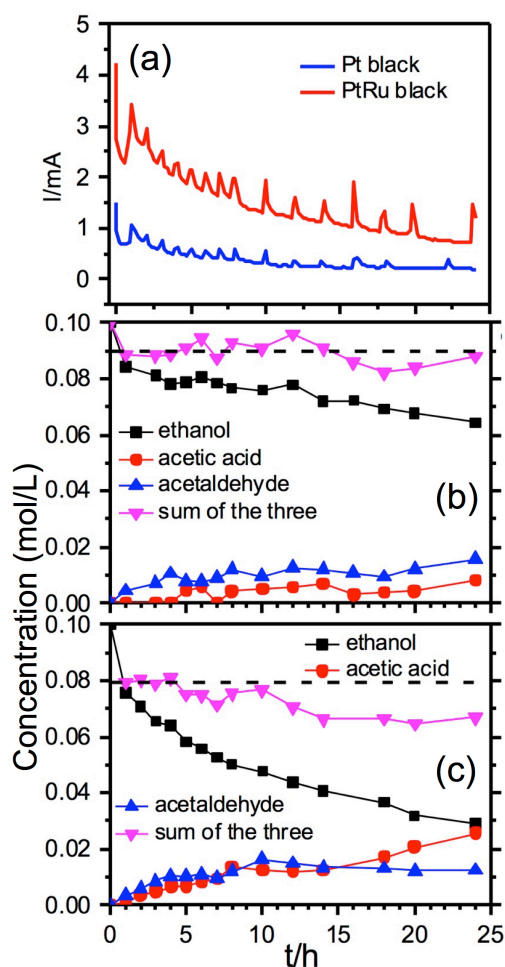 5
4
3
2
1
0
I/mA
(a)
Pt black
PtRu black
0.10
0.08
0.06
0.04
0.02
0.00
ethanol
acetic acid
acetaldehyde
sum of the three
(b)
Concentration (mol/L)
0.10
0.08
0.06
0.04
0.02
0.00
ethanol
acetic acid
(c)
acetaldehyde
sum of the three
0 5 10 15 20 25
t/h